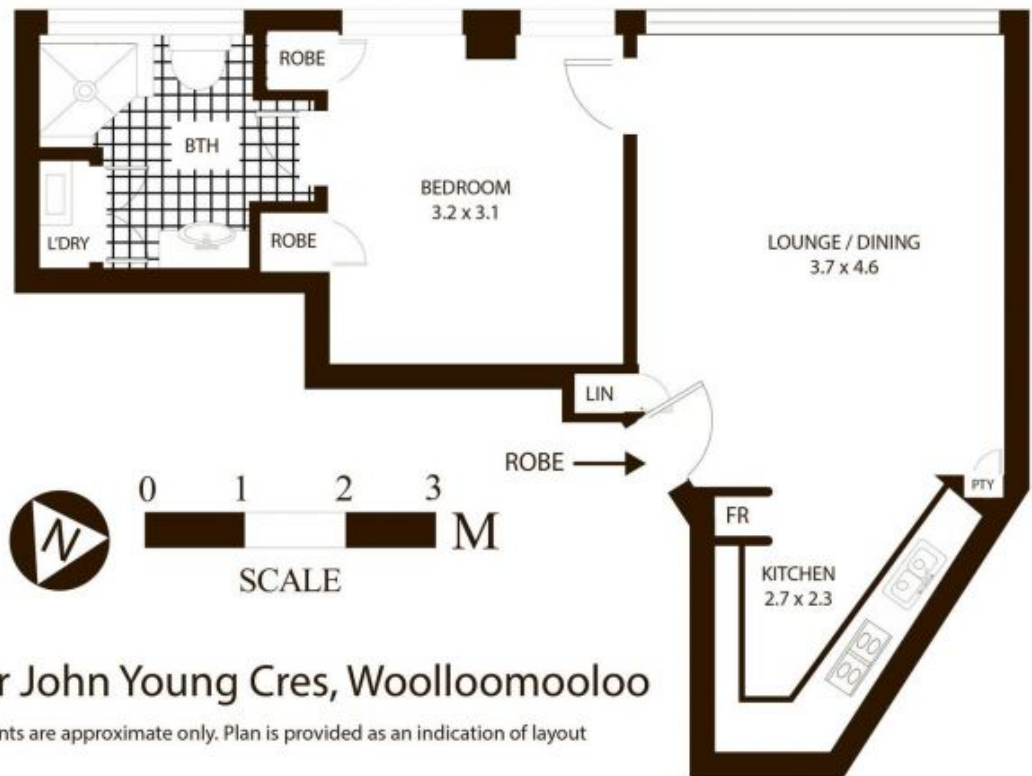 ROBE
BTH
BEDROOM
3.2 x 3.1
L'DRY
ROBE
LOUNGE / DINING
3.7 x 4.6
LIN
ROBE
PTY
FR
KITCHEN
2.7 x 2.3
N
0 1 2 3
M
SCALE
r John Young Cres, Woolloomooloo
nts are approximate only. Plan is provided as an indication of layout